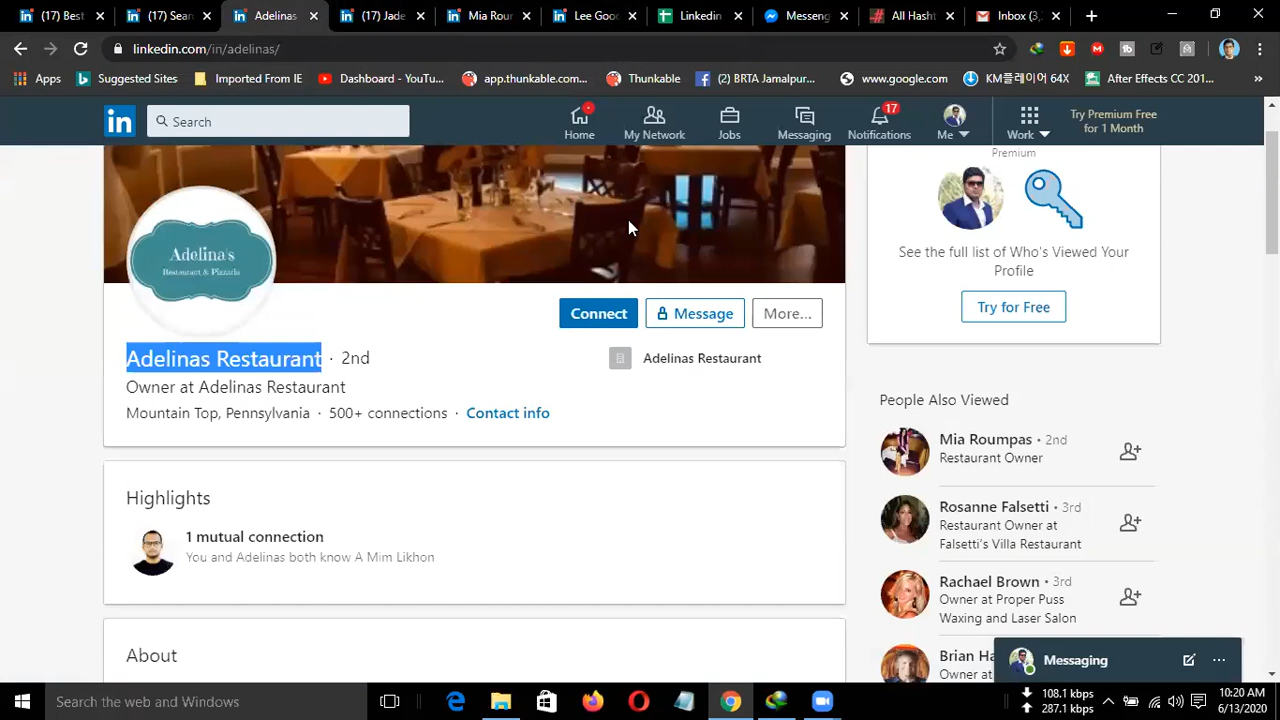 (17) Best
(17) Sear
Adelinas
(17) Jade
Mia Rour
Lee Goo
Linkedin
Messeng
All Hasht
Inbox (3,
linkedin.com/in/adelinas/
Apps
Suggested Sites
Imported From IE
Dashboard - YouTu...
app.thunkable.com...
Thunkable
(2) BRTA Jamalpur...
www.google.com
KM플레이어 64X
After Effects CC 201...
»
in
Search
Home
My Network
Jobs
Messaging
17
Notifications
Me
Work
Try Premium Free
for 1 Month
Adelina's
Restaurant & Pizzaria
Connect
Message
More...
Adelinas Restaurant · 2nd
Adelinas Restaurant
Owner at Adelinas Restaurant
Mountain Top, Pennsylvania · 500+ connections · Contact info
Highlights
1 mutual connection
You and Adelinas both know A Mim Likhon
About
Premium
See the full list of Who's Viewed Your
Profile
Try for Free
People Also Viewed
Mia Roumpas • 2nd
Restaurant Owner
Rosanne Falsetti • 3rd
Restaurant Owner at
Falsetti's Villa Restaurant
Rachael Brown • 3rd
Owner at Proper Puss
Waxing and Laser Salon
Brian Ha
Owner at
Messaging
Search the web and Windows
108.1 kbps
287.1 kbps
10:20 AM
6/13/2020